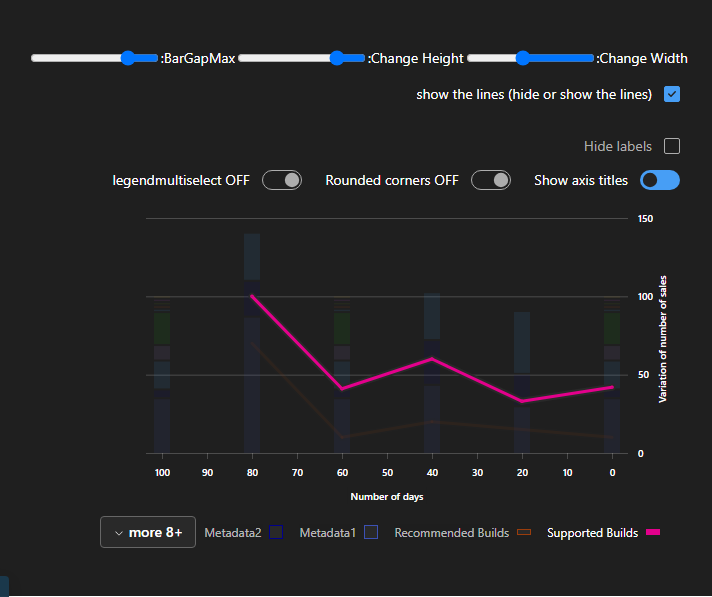 :BarGapMax :Change Height :Change Width
show the lines (hide or show the lines)
Hide labels
legendmultiselect OFF Rounded corners OFF Show axis titles
150
100
50
0
Variation of number of sales
100 90 80 70 60 50 40 30 20 10 0
Number of days
more 8+ Metadata2 Metadata1 Recommended Builds Supported Builds